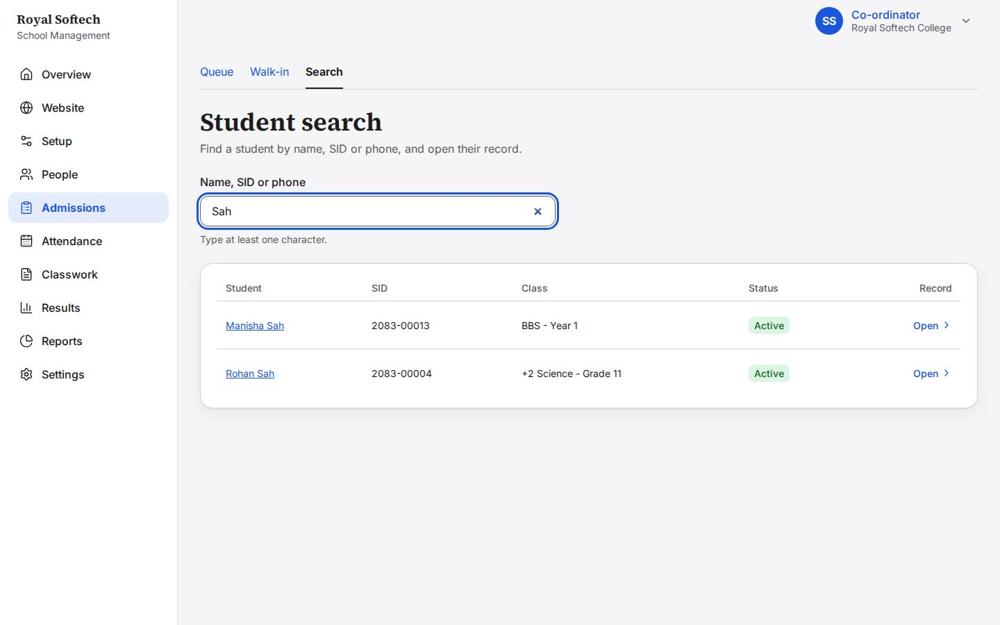 Royal Softech
School Management
Overview
Website
Setup
People
Admissions
Attendance
Classwork
Results
Reports
Settings
SS
Co-ordinator
Royal Softech College
Queue Walk-in Search
Student search
Find a student by name, SID or phone, and open their record.
Name, SID or phone
Sah
Type at least one character.
Student SID Class Status Record
Manisha Sah 2083-00013 BBS - Year 1 Active Open
Rohan Sah 2083-00004 +2 Science - Grade 11 Active Open